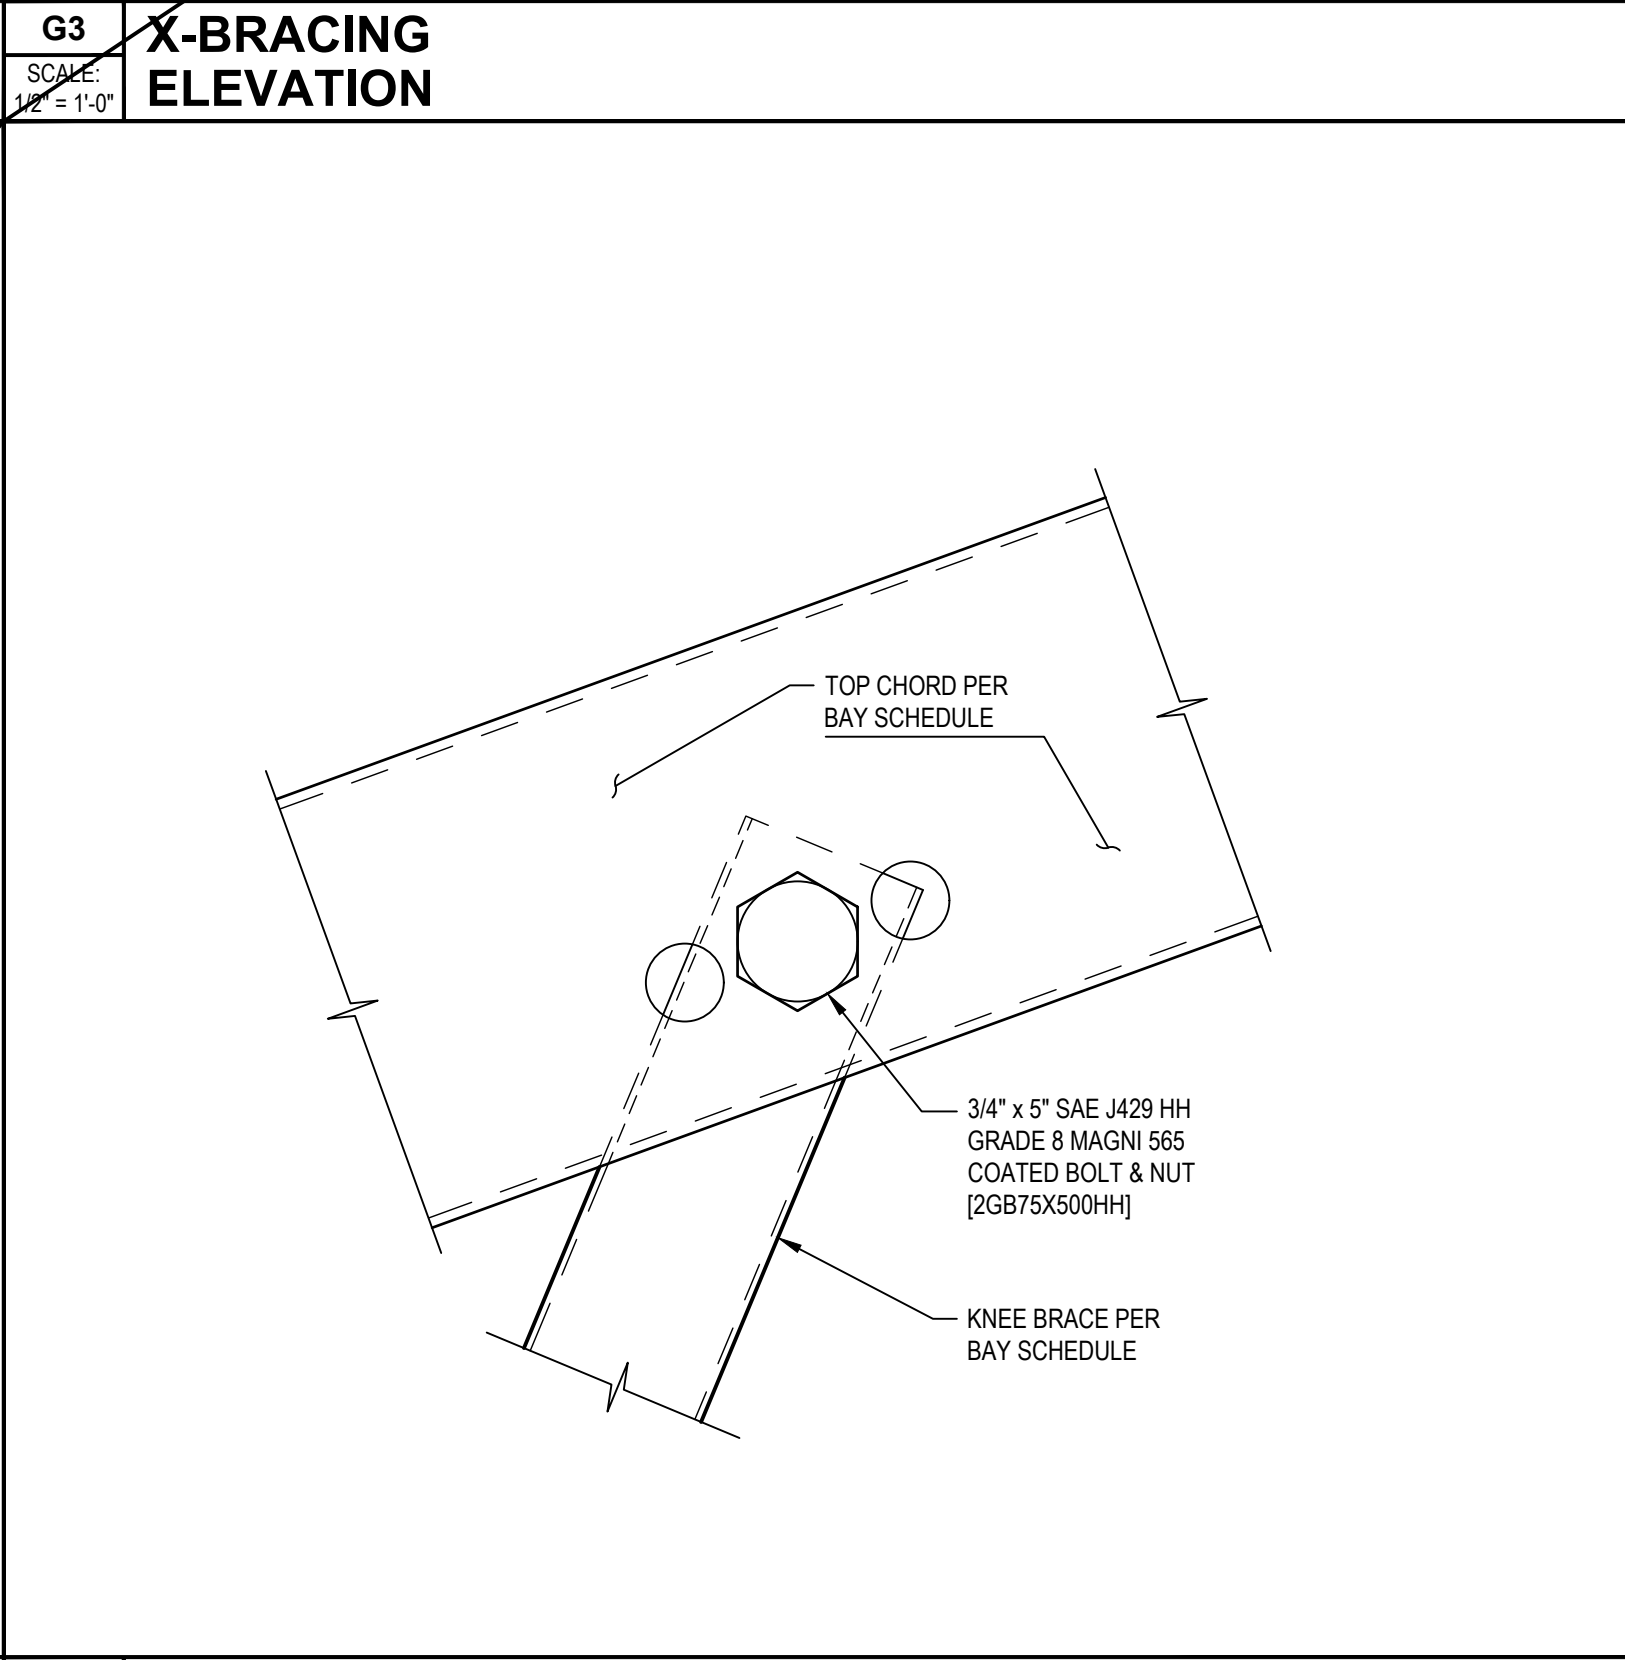 G3
SCALE:
1/2" = 1'-0"
X-BRACING
ELEVATION
TOP CHORD PER
BAY SCHEDULE
3/4" x 5" SAE J429 HH
GRADE 8 MAGNI 565
COATED BOLT & NUT
[2GB75X500HH]
KNEE BRACE PER
BAY SCHEDULE